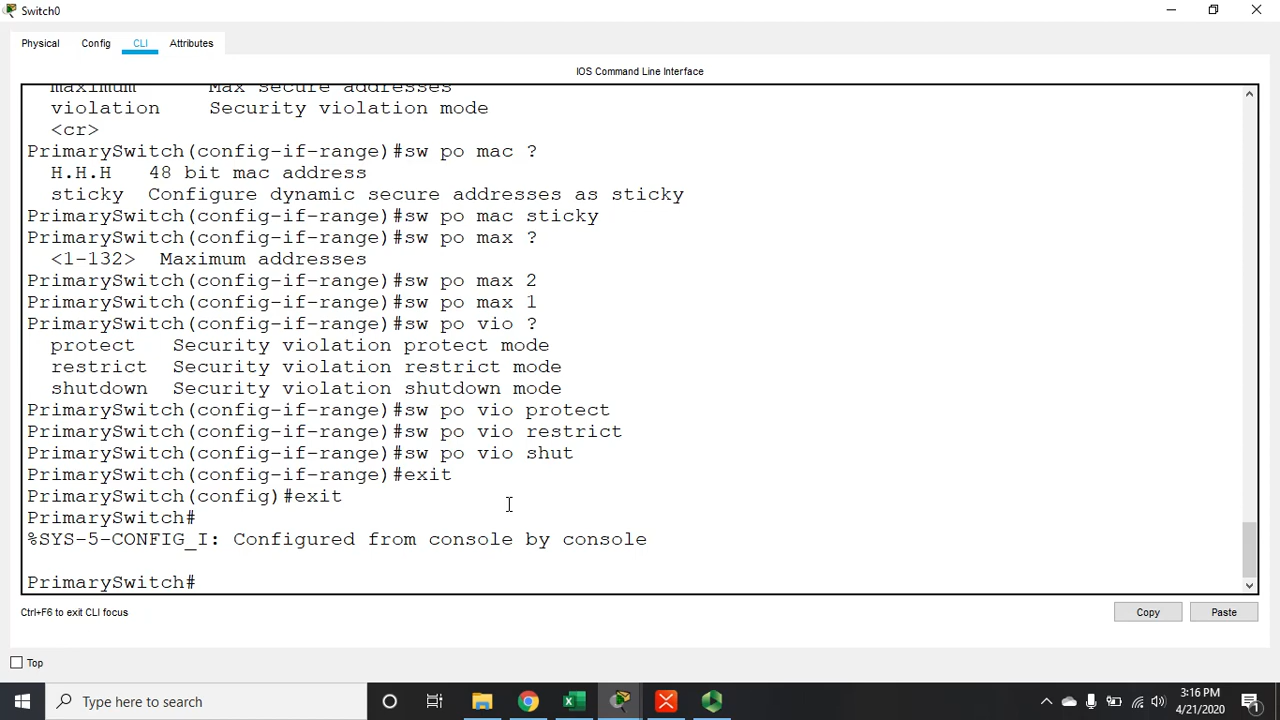 Switch0
Physical Config CLI Attributes
IOS Command Line Interface
maximum Max secure addresses
violation Security violation mode
<cr>
PrimarySwitch(config-if-range)#sw po mac ?
H.H.H 48 bit mac address
sticky Configure dynamic secure addresses as sticky
PrimarySwitch(config-if-range)#sw po mac sticky
PrimarySwitch(config-if-range)#sw po max ?
<1-132> Maximum addresses
PrimarySwitch(config-if-range)#sw po max 2
PrimarySwitch(config-if-range)#sw po max 1
PrimarySwitch(config-if-range)#sw po vio ?
protect Security violation protect mode
restrict Security violation restrict mode
shutdown Security violation shutdown mode
PrimarySwitch(config-if-range)#sw po vio protect
PrimarySwitch(config-if-range)#sw po vio restrict
PrimarySwitch(config-if-range)#sw po vio shut
PrimarySwitch(config-if-range)#exit
PrimarySwitch(config)#exit
PrimarySwitch#
%SYS-5-CONFIG_I: Configured from console by console
PrimarySwitch#
Ctrl+F6 to exit CLI focus
Copy Paste
Top
Type here to search
3:16 PM
4/21/2020
1